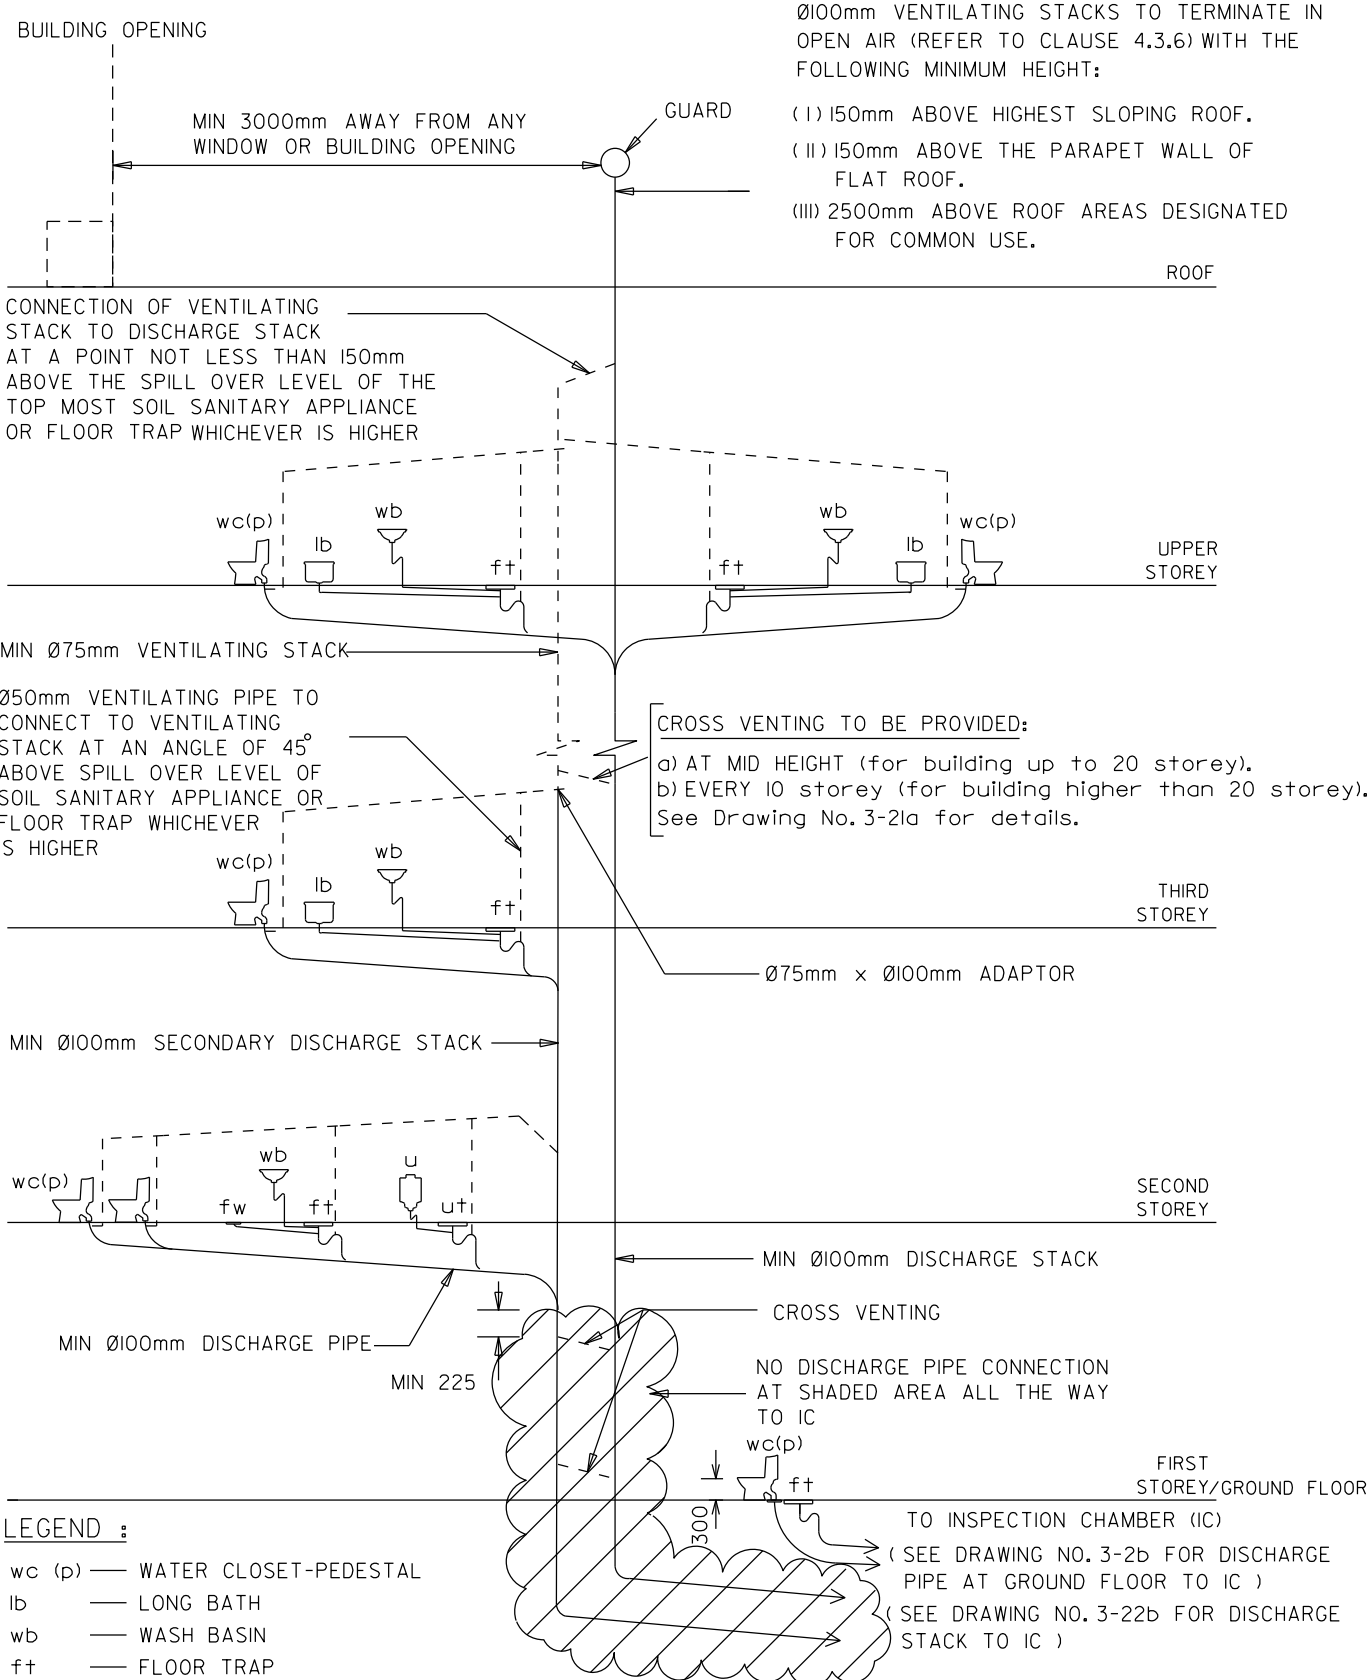 BUILDING OPENING
Ø100mm VENTILATING STACKS TO TERMINATE IN
OPEN AIR (REFER TO CLAUSE 4.3.6) WITH THE
FOLLOWING MINIMUM HEIGHT:
(I) 150mm ABOVE HIGHEST SLOPING ROOF.
(II) 150mm ABOVE THE PARAPET WALL OF
FLAT ROOF.
(III) 2500mm ABOVE ROOF AREAS DESIGNATED
FOR COMMON USE.
GUARD
MIN 3000mm AWAY FROM ANY
WINDOW OR BUILDING OPENING
ROOF
CONNECTION OF VENTILATING
STACK TO DISCHARGE STACK
AT A POINT NOT LESS THAN 150mm
ABOVE THE SPILL OVER LEVEL OF THE
TOP MOST SOIL SANITARY APPLIANCE
OR FLOOR TRAP WHICHEVER IS HIGHER
wc(p)
lb
wb
ft
ft
wb
lb
wc(p)
UPPER
STOREY
MIN Ø75mm VENTILATING STACK
Ø50mm VENTILATING PIPE TO
CONNECT TO VENTILATING
STACK AT AN ANGLE OF 45°
ABOVE SPILL OVER LEVEL OF
SOIL SANITARY APPLIANCE OR
FLOOR TRAP WHICHEVER
IS HIGHER
CROSS VENTING TO BE PROVIDED:
a) AT MID HEIGHT (for building up to 20 storey).
b) EVERY 10 storey (for building higher than 20 storey).
See Drawing No. 3-21a for details.
wc(p)
lb
wb
ft
THIRD
STOREY
Ø75mm x Ø100mm ADAPTOR
MIN Ø100mm SECONDARY DISCHARGE STACK
wc(p)
fw
wb
ft
u
ut
SECOND
STOREY
MIN Ø100mm DISCHARGE STACK
CROSS VENTING
MIN Ø100mm DISCHARGE PIPE
MIN 225
NO DISCHARGE PIPE CONNECTION
AT SHADED AREA ALL THE WAY
TO IC
wc(p)
ft
300
FIRST
STOREY/GROUND FLOOR
TO INSPECTION CHAMBER (IC)
( SEE DRAWING NO. 3-2b FOR DISCHARGE
PIPE AT GROUND FLOOR TO IC )
( SEE DRAWING NO. 3-22b FOR DISCHARGE
STACK TO IC )
LEGEND :
wc (p) — WATER CLOSET-PEDESTAL
lb — LONG BATH
wb — WASH BASIN
ft — FLOOR TRAP